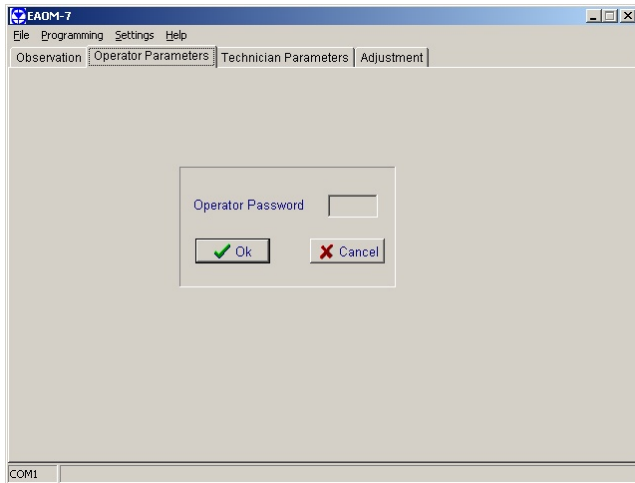 EAOM-7
File Programming Settings Help
Observation Operator Parameters Technician Parameters Adjustment
Operator Password
Ok Cancel
COM1